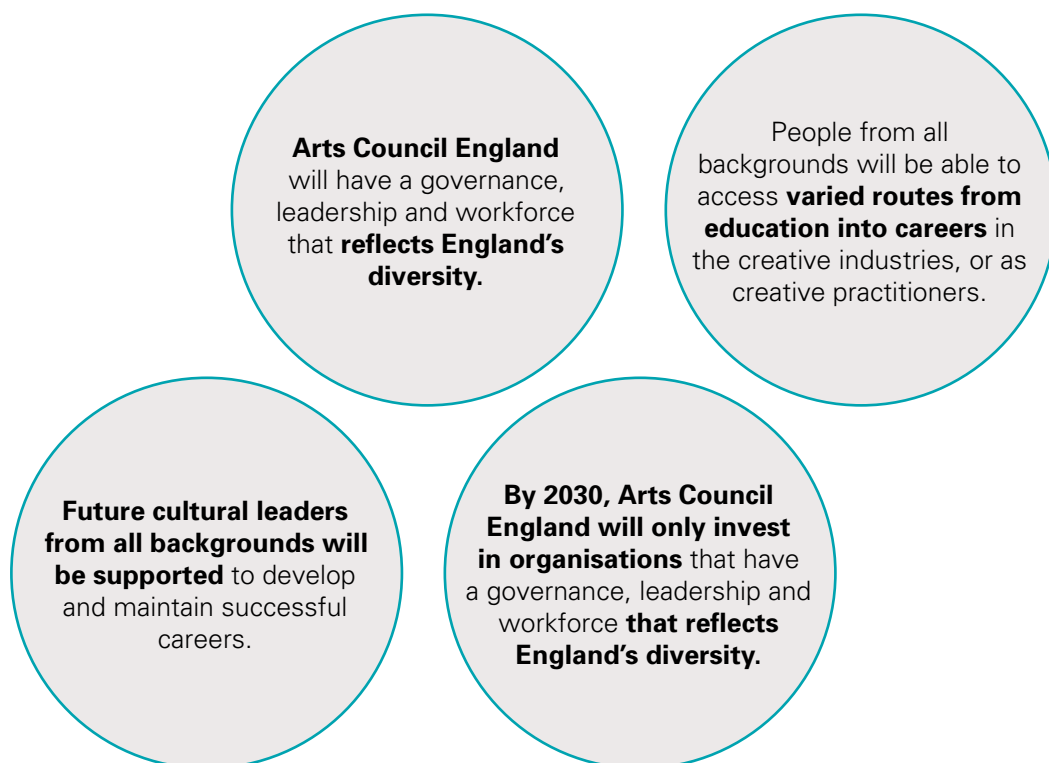 Arts Council England
will have a governance,
leadership and workforce
that reflects England’s
diversity.
People from all
backgrounds will be able to
access varied routes from
education into careers in
the creative industries, or as
creative practitioners.
Future cultural leaders
from all backgrounds will
be supported to develop
and maintain successful
careers.
By 2030, Arts Council
England will only invest
in organisations that have
a governance, leadership and
workforce that reflects
England’s diversity.